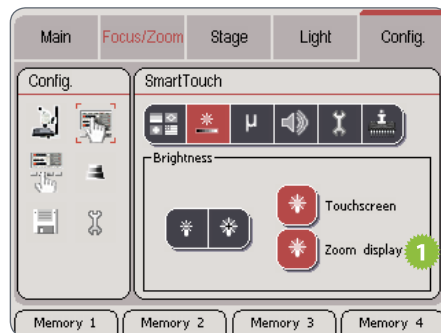 Main Focus/Zoom Stage Light Config.
Config.
SmartTouch
μ
i
Brightness
Touchscreen
Zoom display 1
Memory 1 Memory 2 Memory 3 Memory 4